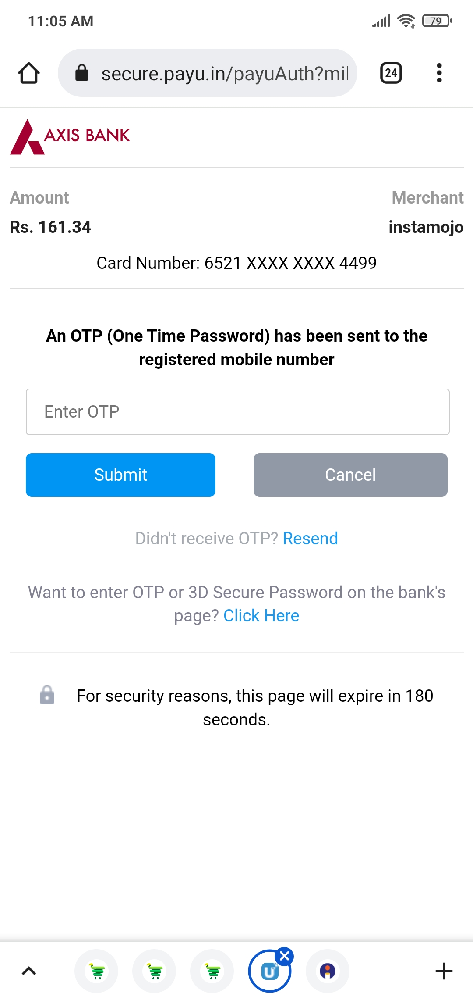 11:05 AM
79
secure.payu.in/payuAuth?mil
24
AXIS BANK
Amount
Merchant
Rs. 161.34
instamojo
Card Number: 6521 XXXX XXXX 4499
An OTP (One Time Password) has been sent to the
registered mobile number
Enter OTP
Submit
Cancel
Didn't receive OTP? Resend
Want to enter OTP or 3D Secure Password on the bank's
page? Click Here
For security reasons, this page will expire in 180
seconds.